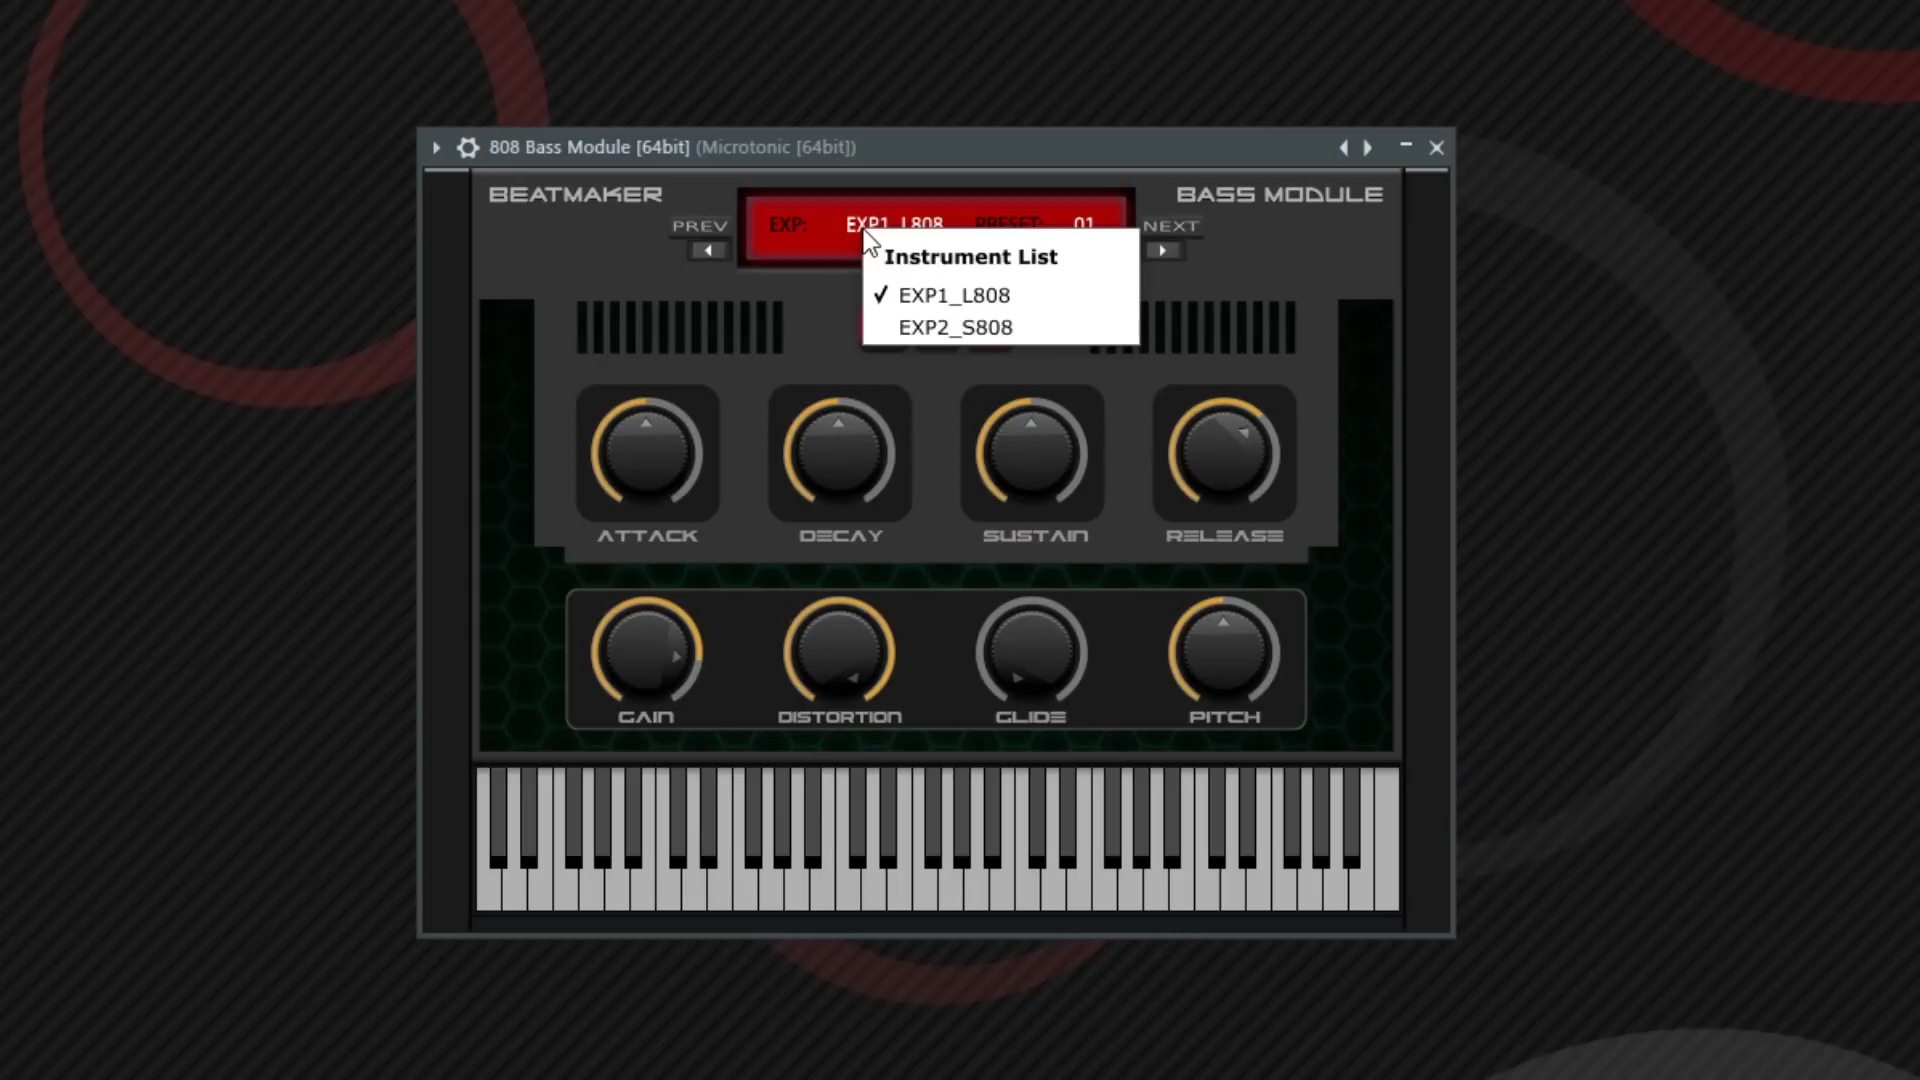 808 Bass Module [64bit] (Microtonic [64bit])
BEATMAKER
BASS MODULE
PREV
EXP: EXP1_L808 PRESET: 01
NEXT
Instrument List
✓ EXP1_L808
EXP2_S808
ATTACK DECAY SUSTAIN RELEASE
GAIN DISTORTION GLIDE PITCH